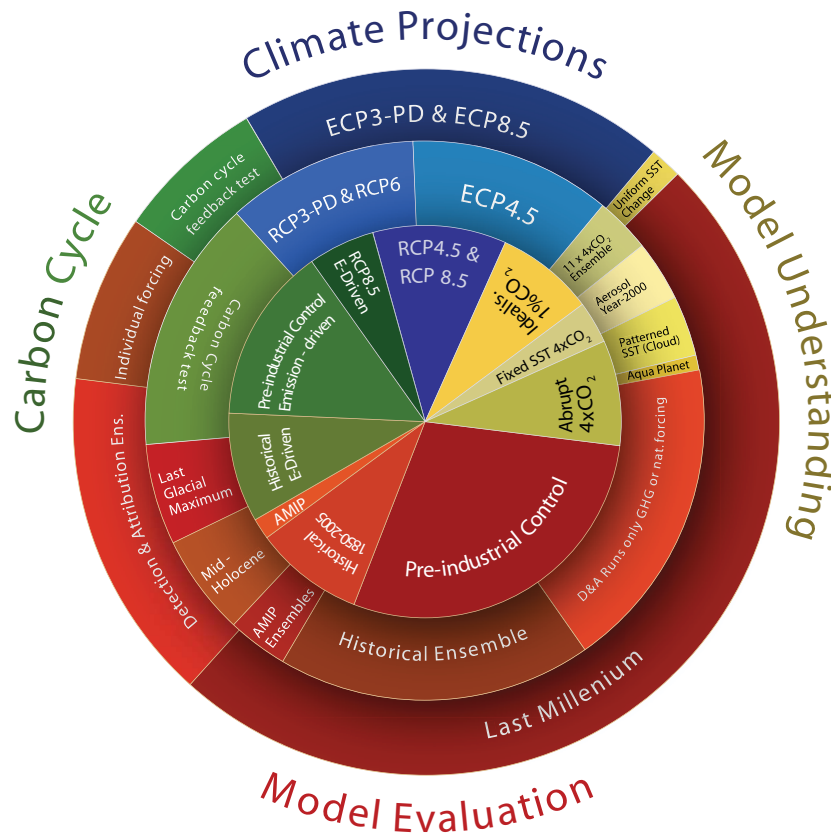 Climate Projections
Model Understanding
Model Evaluation
Carbon Cycle
ECP3-PD & ECP8.5
Uniform SST
Change
Last Millenium
Detection & Attribution Ens.
Individual forcing
Carbon cycle
feedback test
RCP3-PD & RCP6
ECP4.5
11 x 4xCO2
Ensemble
Aerosol
Year-2000
Patterned
SST (Cloud)
Aqua Planet
D&A Runs only GHG or nat.forcing
Historical Ensemble
AMIP
Ensembles
Mid -
Holocene
Last
Glacial
Maximum
Carbon Cycle
feeedback test
RCP4.5 &
RCP 8.5
Idealis.
1%CO2
Fixed SST 4xCO2
Abrupt
4xCO2
Pre-industrial Control
Historical
1850-2005
AMIP
Historical
E-Driven
Pre-industrial Control
Emission - driven
RCP8.5
E-Driven